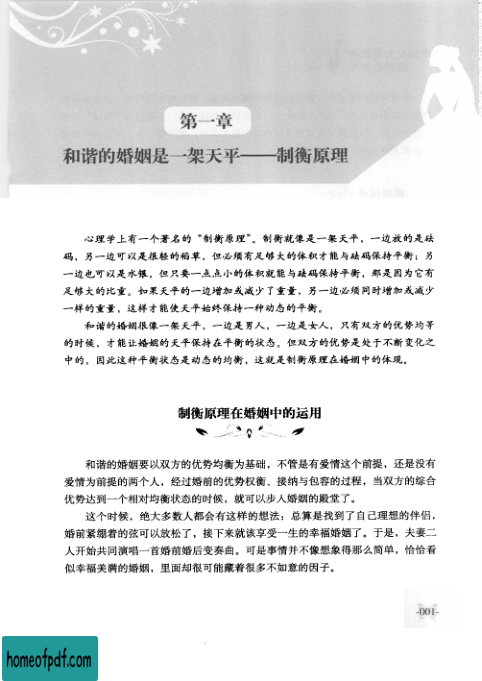 第一章
和谐的婚姻是一架天平——制衡原理
心理学上有一个著名的“制衡原理”。制衡就像是一架天平，一边放的是砝
码，另一边可以是很轻的稻草，但必须有足够大的体积才能与砝码保持平衡；另
一边也可以是水银，但只要一点点小的体积就能与砝码保持平衡，那是因为它有
足够大的比重。如果天平的一边增加或减少了重量，另一边必须同时增加或减少
一样的重量，这样才能使天平始终保持一种动态的平衡。
和谐的婚姻很像一架天平，一边是男人，一边是女人，只有双方的优势均等
的时候，才能让婚姻的天平保持在平衡的状态。但双方的优势是处于不断变化之
中的，因此这种平衡状态是动态的均衡，这就是制衡原理在婚姻中的体现。
制衡原理在婚姻中的运用
和谐的婚姻要以双方的优势均衡为基础，不管是有爱情这个前提，还是没有
爱情为前提的两个人，经过婚前的优势权衡、接纳与包容的过程，当双方的综合
优势达到一个相对均衡状态的时候，就可以步入婚姻的殿堂了。
这个时候，绝大多数人都会有这样的想法：总算是找到了自己理想的伴侣，
婚前紧绷着的弦可以放松了，接下来就该享受一生的幸福婚姻了。于是，夫妻二
人开始共同演唱一首婚前婚后变奏曲。可是事情并不像想象得那么简单，恰恰看
似幸福美满的婚姻，里面却很可能藏着很多不如意的因子。
-001-
homeofpdf.com